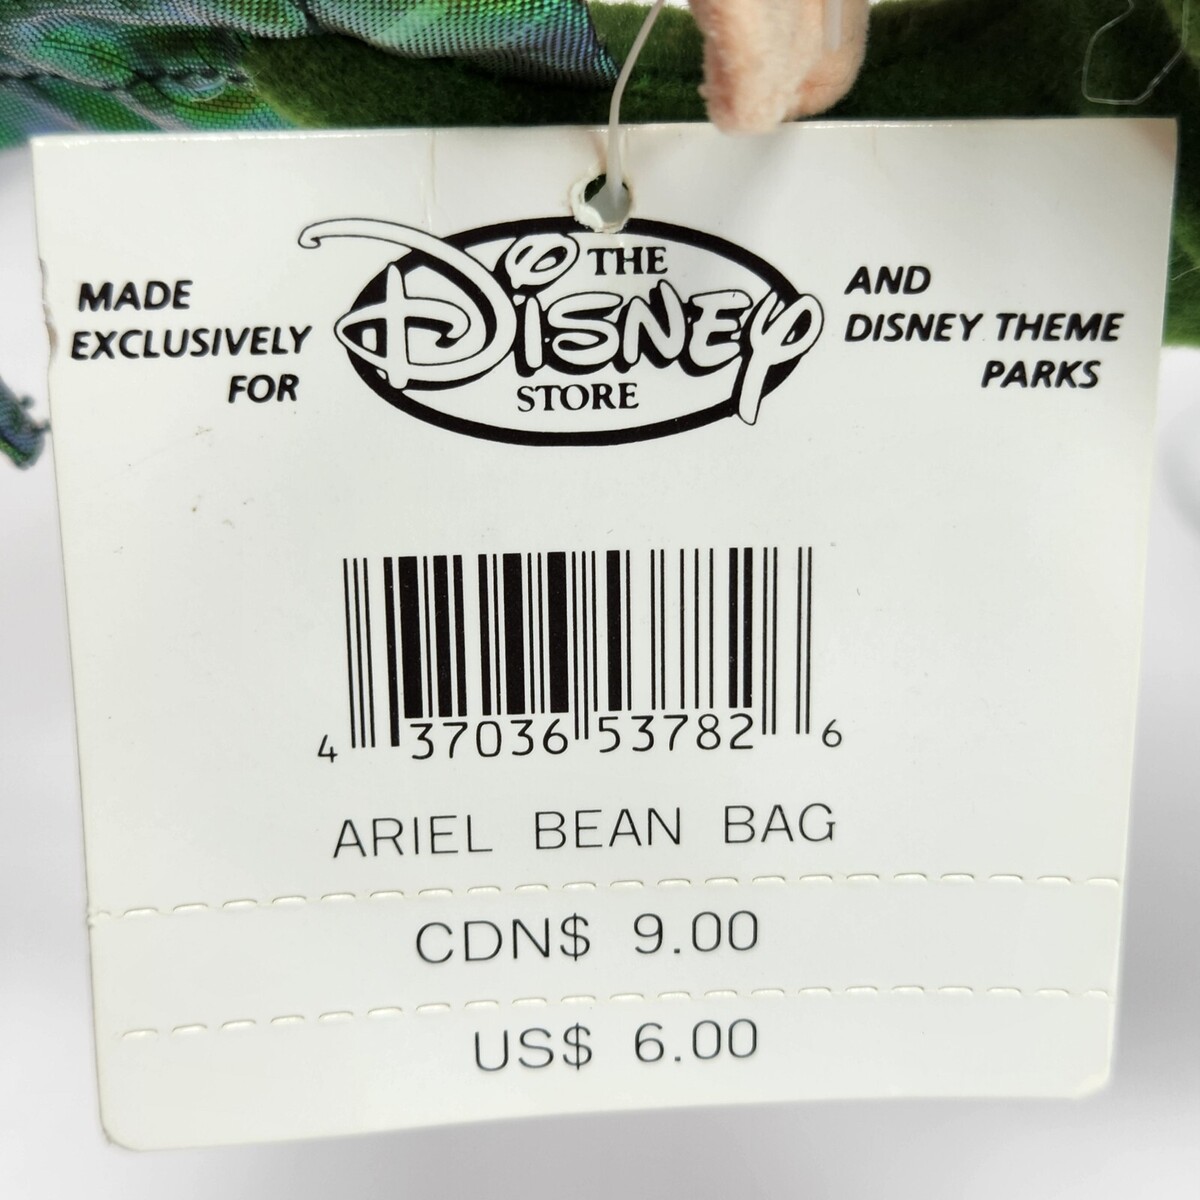 MADE
EXCLUSIVELY
FOR
THE
DISNEY
STORE
AND
DISNEY THEME
PARKS
4 37036 53782 6
ARIEL BEAN BAG
CDN$ 9.00
US$ 6.00